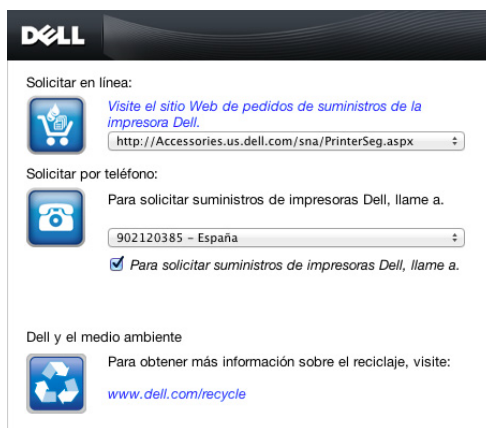 DELL
Solicitar en línea:
Visite el sitio Web de pedidos de suministros de la
impresora Dell.
http://Accessories.us.dell.com/sna/PrinterSeg.aspx
Solicitar por teléfono:
Para solicitar suministros de impresoras Dell, llame a.
902120385 – España
Para solicitar suministros de impresoras Dell, llame a.
Dell y el medio ambiente
Para obtener más información sobre el reciclaje, visite:
www.dell.com/recycle